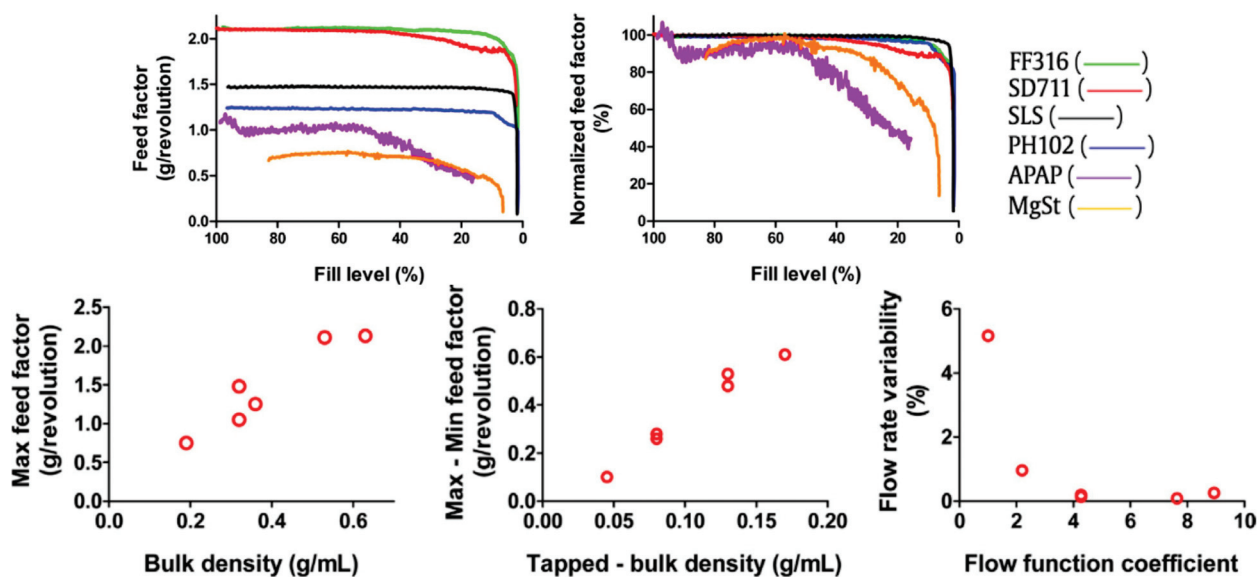 Feed factor
(g/revolution)
2.0
1.5
1.0
0.5
0.0
100
80
60
40
20
0
Fill level (%)
Normalized feed factor
(%)
100
80
60
40
20
0
100
80
60
40
20
0
Fill level (%)
FF316 ( )
SD711 ( )
SLS ( )
PH102 ( )
APAP ( )
MgSt ( )
Max feed factor
(g/revolution)
2.5
2.0
1.5
1.0
0.5
0.0
0.0
0.2
0.4
0.6
Bulk density (g/mL)
Max - Min feed factor
(g/revolution)
0.8
0.6
0.4
0.2
0.0
0.00
0.05
0.10
0.15
0.20
Tapped - bulk density (g/mL)
Flow rate variability
(%)
6
4
2
0
0
2
4
6
8
10
Flow function coefficient